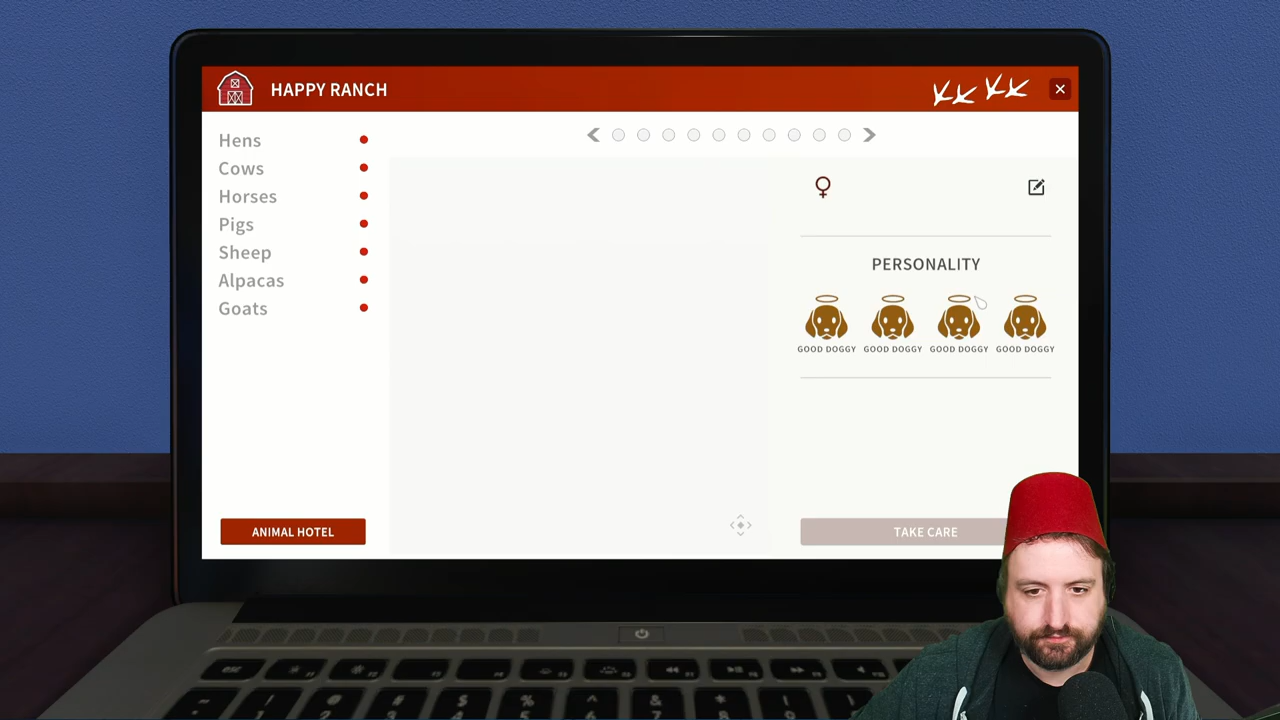 HAPPY RANCH
Hens
Cows
Horses
Pigs
Sheep
Alpacas
Goats
ANIMAL HOTEL
PERSONALITY
GOOD DOGGY GOOD DOGGY GOOD DOGGY GOOD DOGGY
TAKE CARE
esc